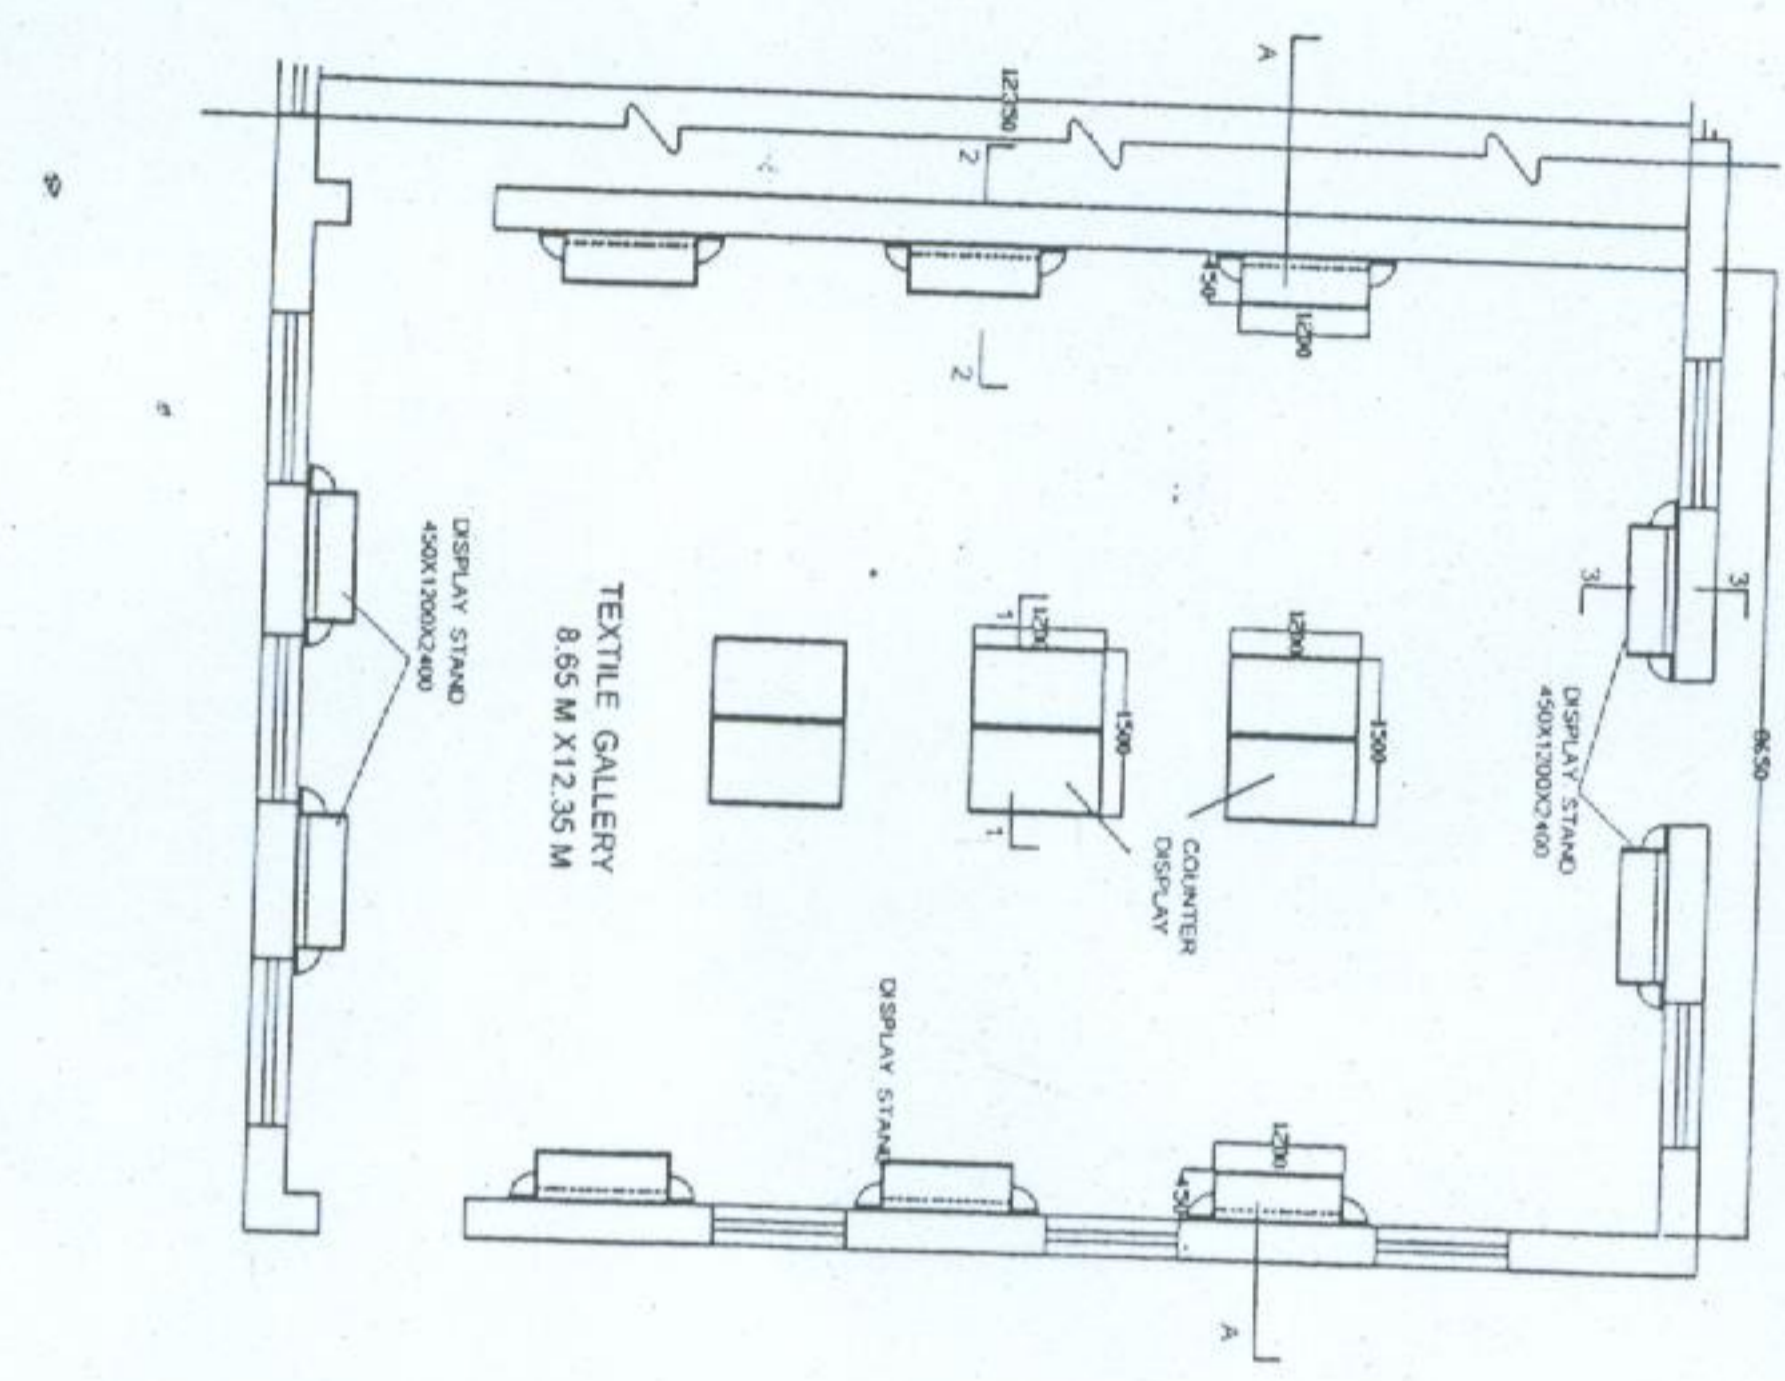 A
12350
2
450
1200
2
3
3
8650
DISPLAY STAND
450X1200X2400
DISPLAY STAND
450X1200X2400
TEXTILE GALLERY
8.65 M X12.35 M
1
1200
1500
1
1200
1500
COUNTER
DISPLAY
DISPLAY STAND
1200
450
A